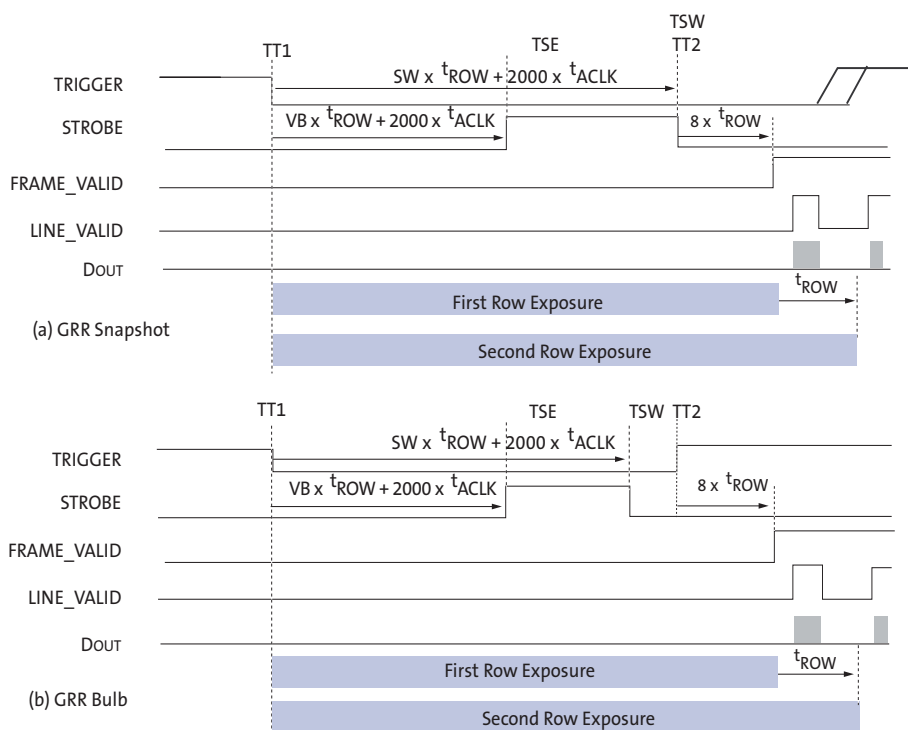 TSW
TT1 TSE TT2
TRIGGER SW x tROW + 2000 x tACLK
STROBE VB x tROW + 2000 x tACLK 8 x tROW
FRAME_VALID
LINE_VALID
DOUT
First Row Exposure tROW
(a) GRR Snapshot
Second Row Exposure
TT1 TSE TSW TT2
SW x tROW + 2000 x tACLK
TRIGGER
STROBE VB x tROW + 2000 x tACLK 8 x tROW
FRAME_VALID
LINE_VALID
DOUT
First Row Exposure tROW
(b) GRR Bulb
Second Row Exposure